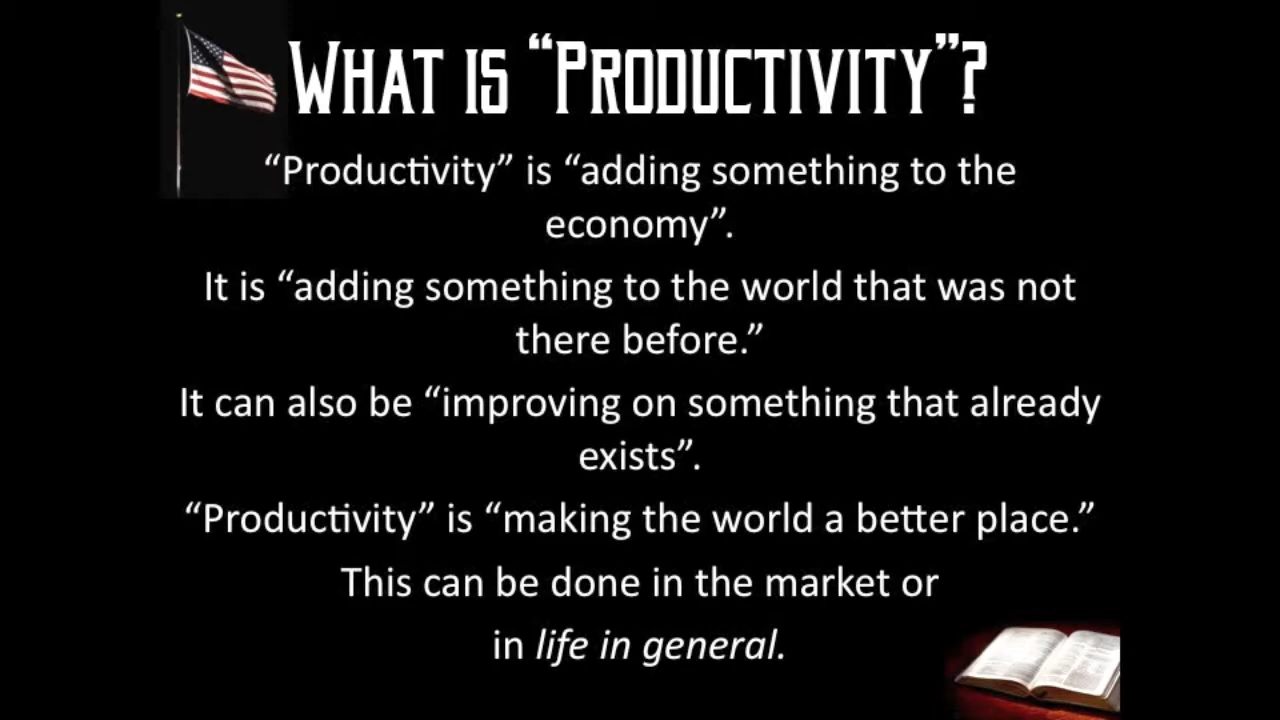 What is “Productivity”?
“Productivity” is “adding something to the
economy”.
It is “adding something to the world that was not
there before.”
It can also be “improving on something that already
exists”.
“Productivity” is “making the world a better place.”
This can be done in the market or
in life in general.